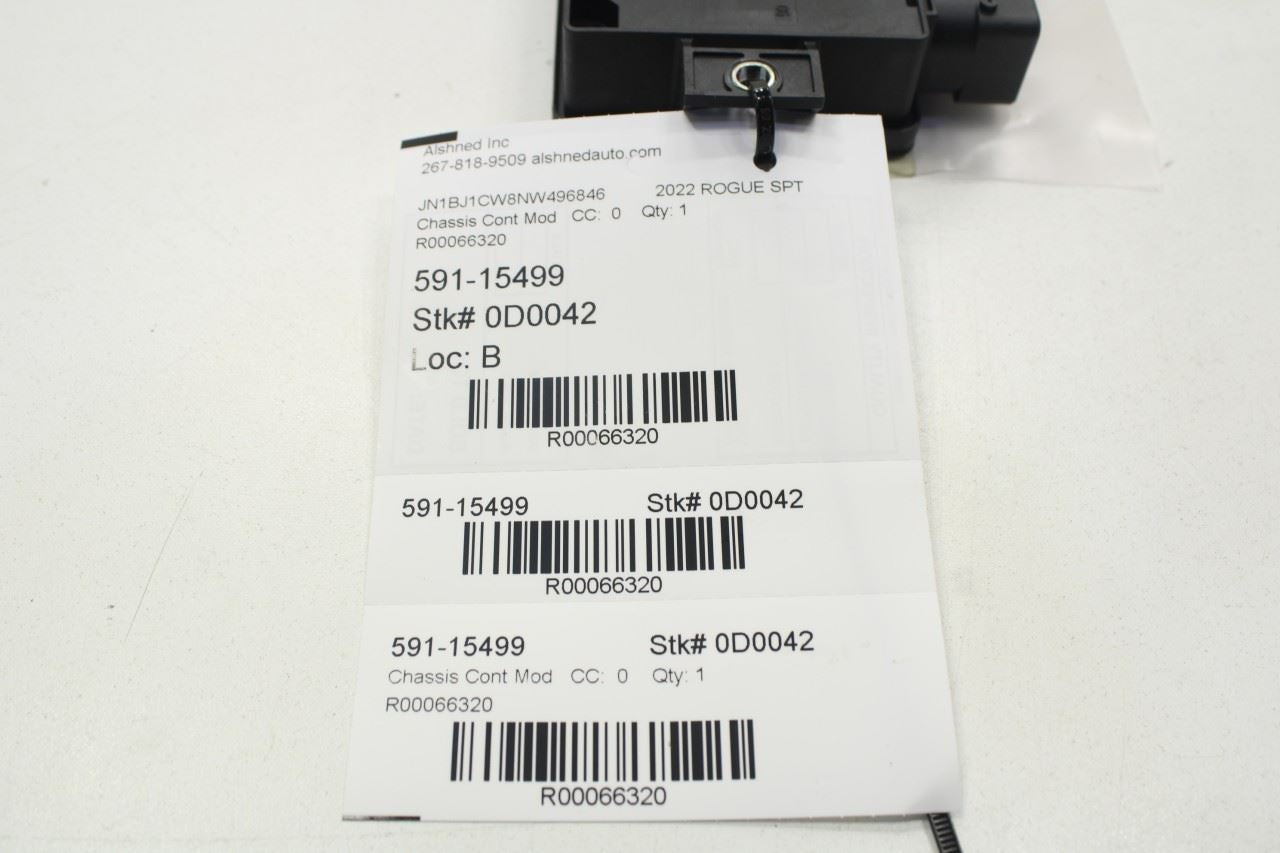 Alshned Inc
267-818-9509 alshnedauto.com
JN1BJ1CW8NW496846 2022 ROGUE SPT
Chassis Cont Mod CC: 0 Qty: 1
R00066320
591-15499
Stk# 0D0042
Loc: B
R00066320
591-15499 Stk# 0D0042
R00066320
591-15499 Stk# 0D0042
Chassis Cont Mod CC: 0 Qty: 1
R00066320
R00066320